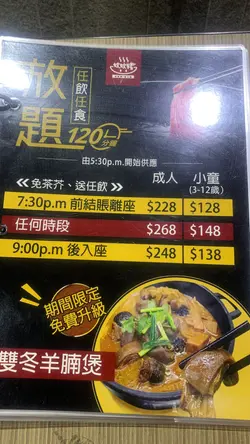 放題
任飲任食
120分鐘
由5:30p.m.開始供應
≪免茶芥、送任飲≫ 成人 小童
(3-12歲)
7:30p.m 前結賬離座 $228 $128
任何時段 $268 $148
9:00p.m 後入座 $248 $138
期間限定
免費升級
雙冬羊腩煲